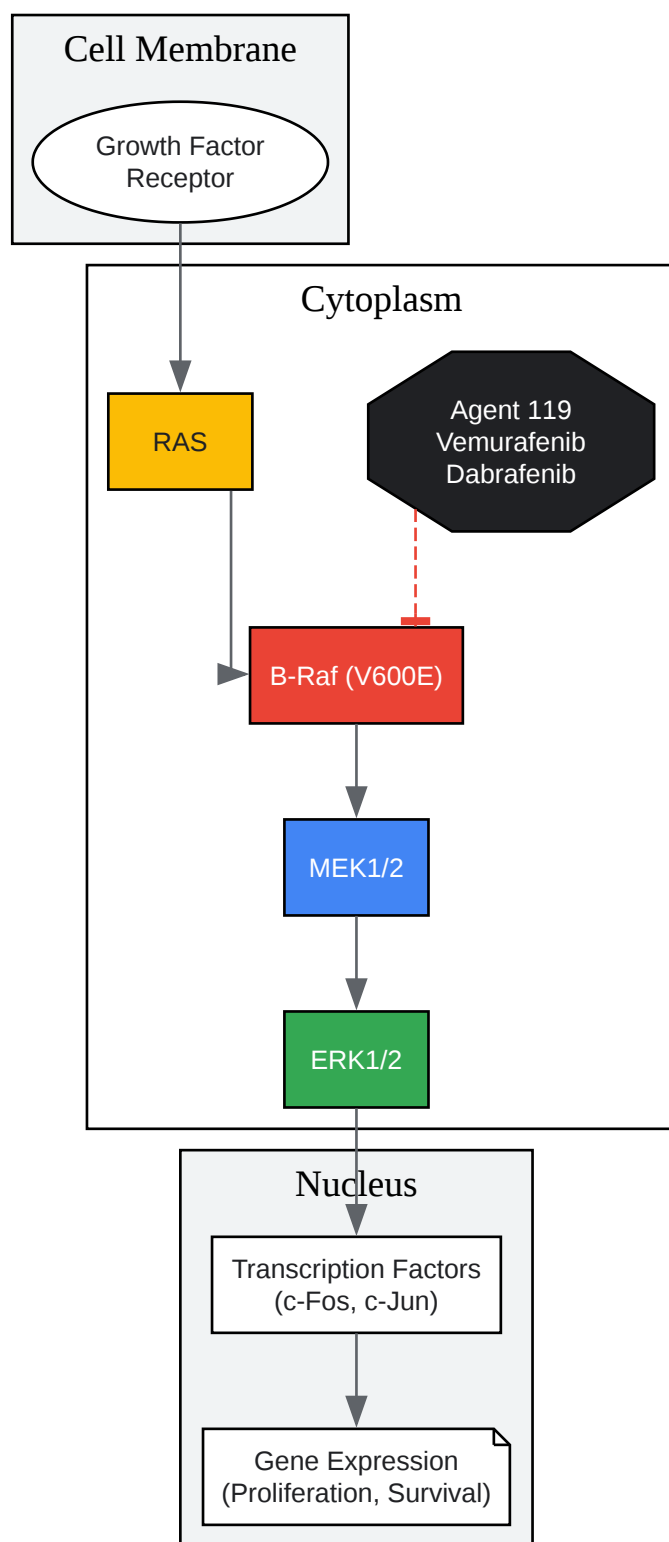 Cell Membrane
Growth Factor
Receptor
Cytoplasm
RAS
Agent 119
Vemurafenib
Dabrafenib
B-Raf (V600E)
MEK1/2
ERK1/2
Nucleus
Transcription Factors
(c-Fos, c-Jun)
Gene Expression
(Proliferation, Survival)